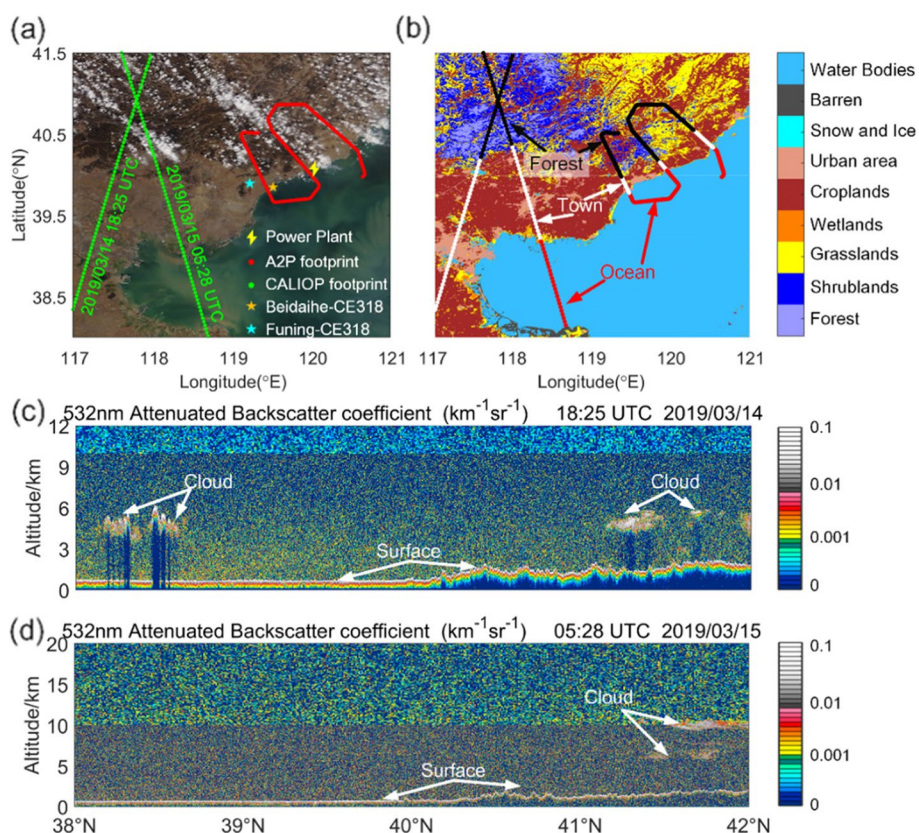 (a)
41.5
40.5
39.5
38.5
Latitude(°N)
2019/03/14 18:25 UTC
2019/03/15 05:28 UTC
Power Plant
A2P footprint
CALIOP footprint
Beidaihe-CE318
Funing-CE318
117 118 119 120 121
Longitude(°E)
(b)
Forest
Town
Ocean
117 118 119 120 121
Longitude(°E)
Water Bodies
Barren
Snow and Ice
Urban area
Croplands
Wetlands
Grasslands
Shrublands
Forest
(c)
532nm Attenuated Backscatter coefficient (km⁻¹sr⁻¹) 18:25 UTC 2019/03/14
12
9
6
3
0
Altitude/km
Cloud
Cloud
Surface
0.1
0.01
0.001
0
(d)
532nm Attenuated Backscatter coefficient (km⁻¹sr⁻¹) 05:28 UTC 2019/03/15
20
15
10
5
0
Altitude/km
Cloud
Surface
0.1
0.01
0.001
0
38°N 39°N 40°N 41°N 42°N